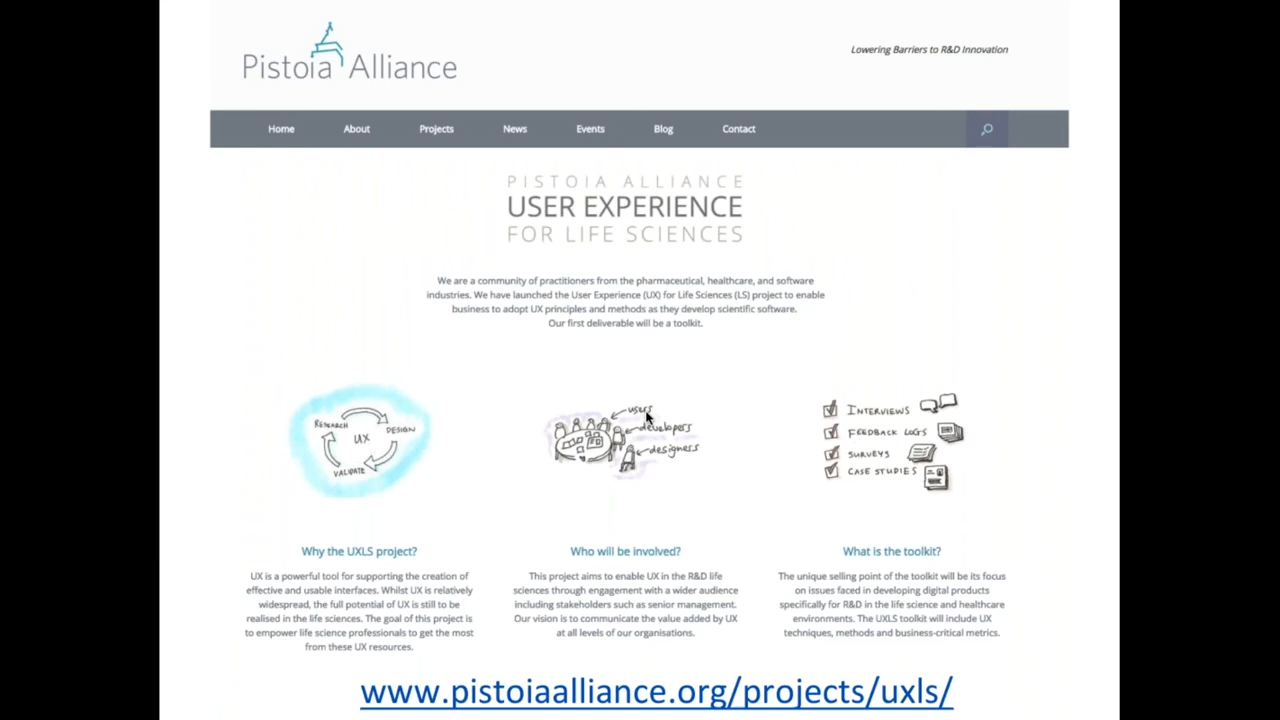 Pistoia Alliance
Lowering Barriers to R&D Innovation
Home About Projects News Events Blog Contact
PISTOIA ALLIANCE
USER EXPERIENCE
FOR LIFE SCIENCES
We are a community of practitioners from the pharmaceutical, healthcare, and software
industries. We have launched the User Experience (UX) for Life Sciences (LS) project to enable
business to adopt UX principles and methods as they develop scientific software.
Our first deliverable will be a toolkit.
RESEARCH
DESIGN
UX
VALIDATE
users
developers
designers
INTERVIEWS
FEEDBACK LOGS
SURVEYS
CASE STUDIES
Why the UXLS project?
UX is a powerful tool for supporting the creation of
effective and usable interfaces. Whilst UX is relatively
widespread, the full potential of UX is still to be
realised in the life sciences. The goal of this project is
to empower life science professionals to get the most
from these UX resources.
Who will be involved?
This project aims to enable UX in the R&D life
sciences through engagement with a wider audience
including stakeholders such as senior management.
Our vision is to communicate the value added by UX
at all levels of our organisations.
What is the toolkit?
The unique selling point of the toolkit will be its focus
on issues faced in developing digital products
specifically for R&D in the life science and healthcare
environments. The UXLS toolkit will include UX
techniques, methods and business-critical metrics.
www.pistoiaalliance.org/projects/uxls/